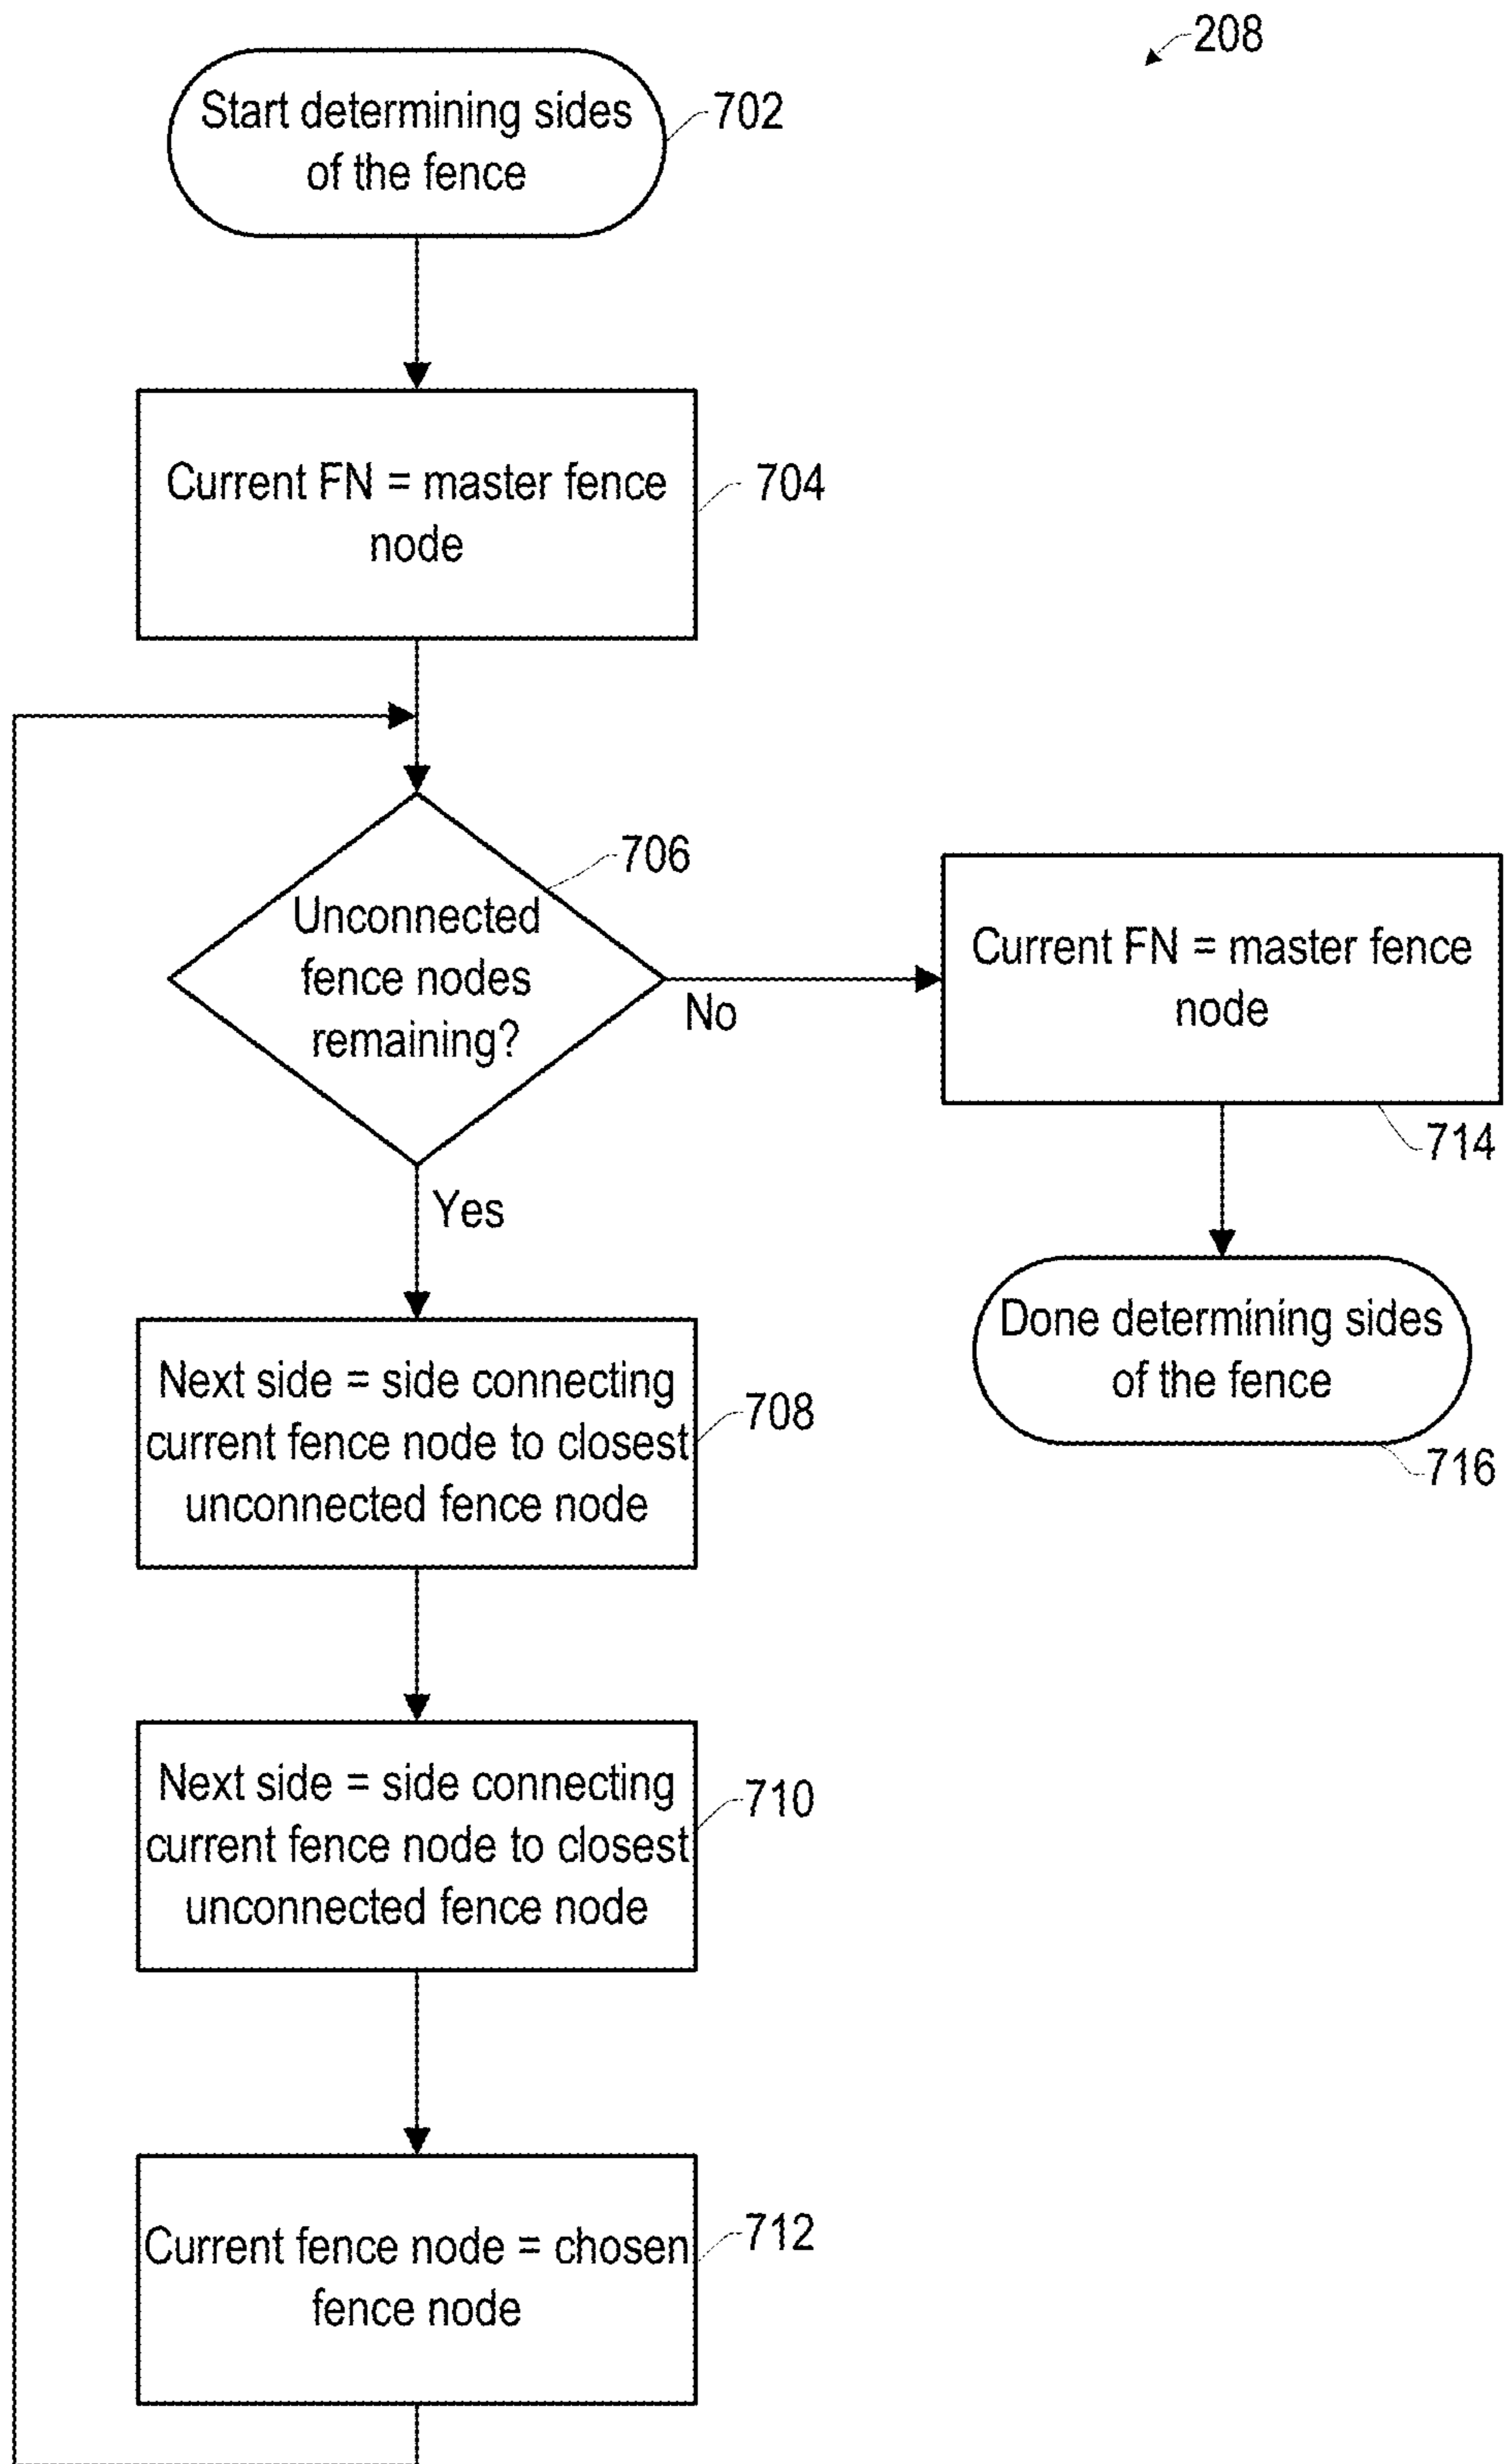 208
Start determining sides
of the fence
702
Current FN = master fence
node
704
Unconnected
fence nodes
remaining?
706
No
Yes
Current FN = master fence
node
714
Done determining sides
of the fence
716
Next side = side connecting
current fence node to closest
unconnected fence node
708
Next side = side connecting
current fence node to closest
unconnected fence node
710
Current fence node = chosen
fence node
712